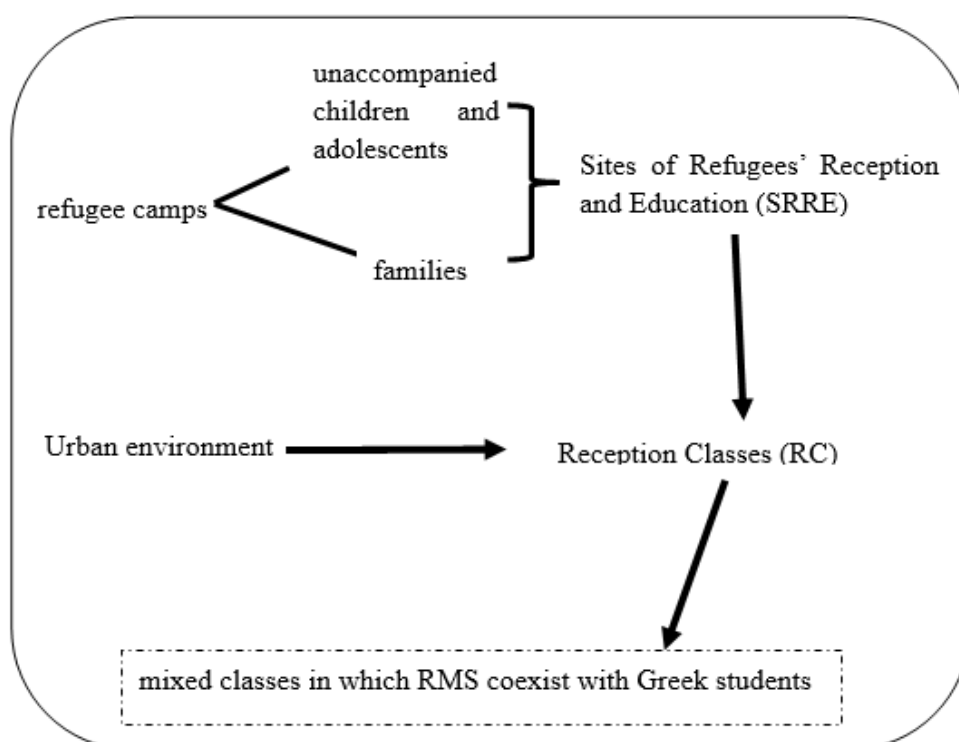 unaccompanied
children and
adolescents
Sites of Refugees’ Reception
and Education (SRRE)
refugee camps
families
Urban environment
Reception Classes (RC)
mixed classes in which RMS coexist with Greek students